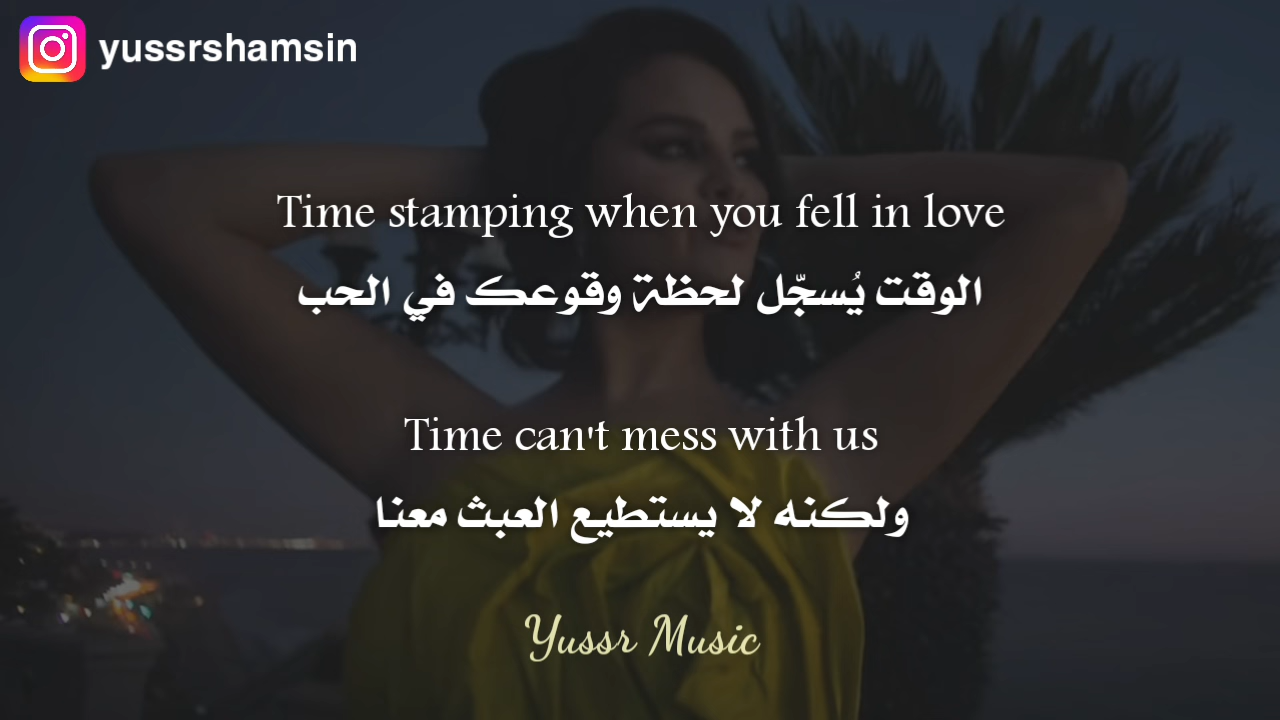 yussrshamsin
Time stamping when you fell in love
الوقت يُسجّل لحظة وقوعك في الحب
Time can't mess with us
ولكنه لا يستطيع العبث معنا
Yussr Music